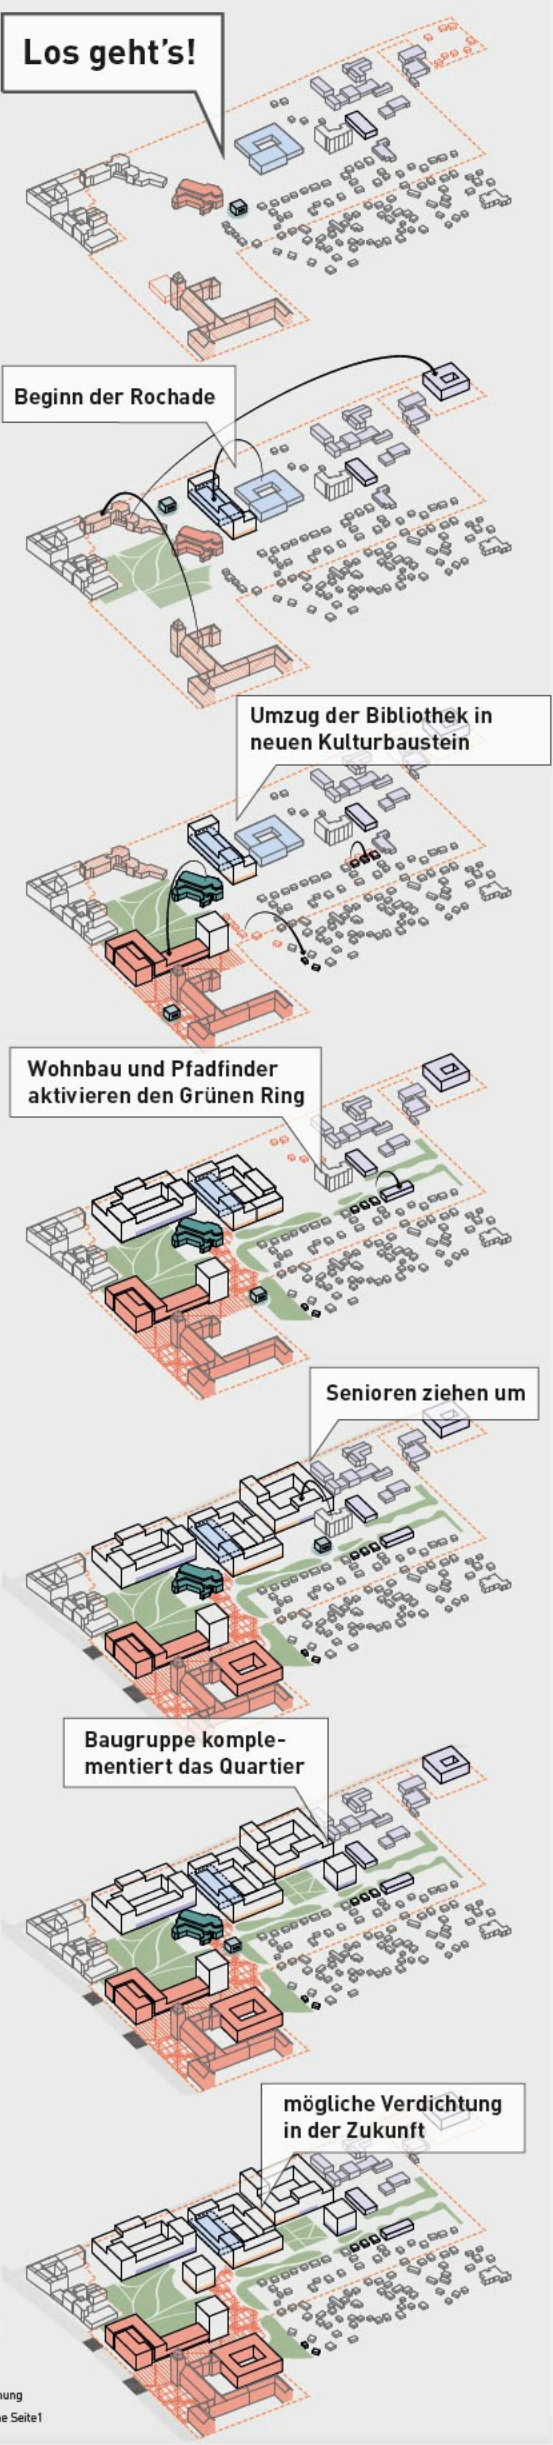 Los geht's!
Beginn der Rochade
Umzug der Bibliothek in
neuen Kulturbaustein
Wohnbau und Pfadfinder
aktivieren den Grünen Ring
Senioren ziehen um
Baugruppe komple-
mentiert das Quartier
mögliche Verdichtung
in der Zukunft
Seite1